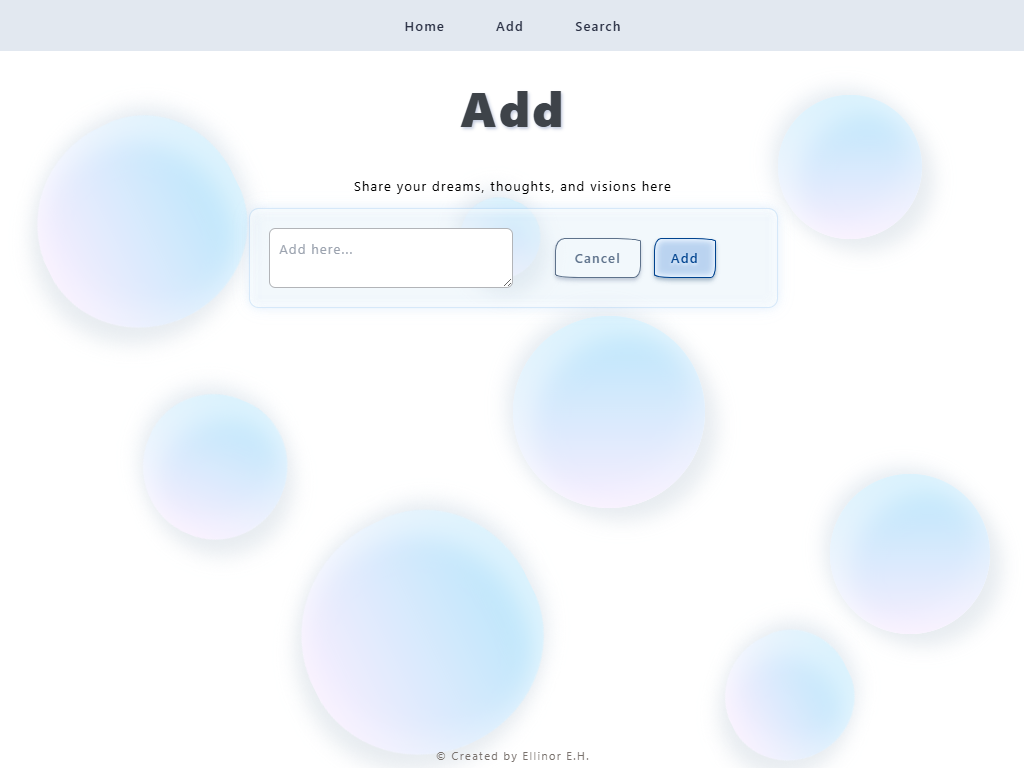 Home Add Search
Add
Share your dreams, thoughts, and visions here
Add here...
Cancel Add
© Created by Ellinor E.H.